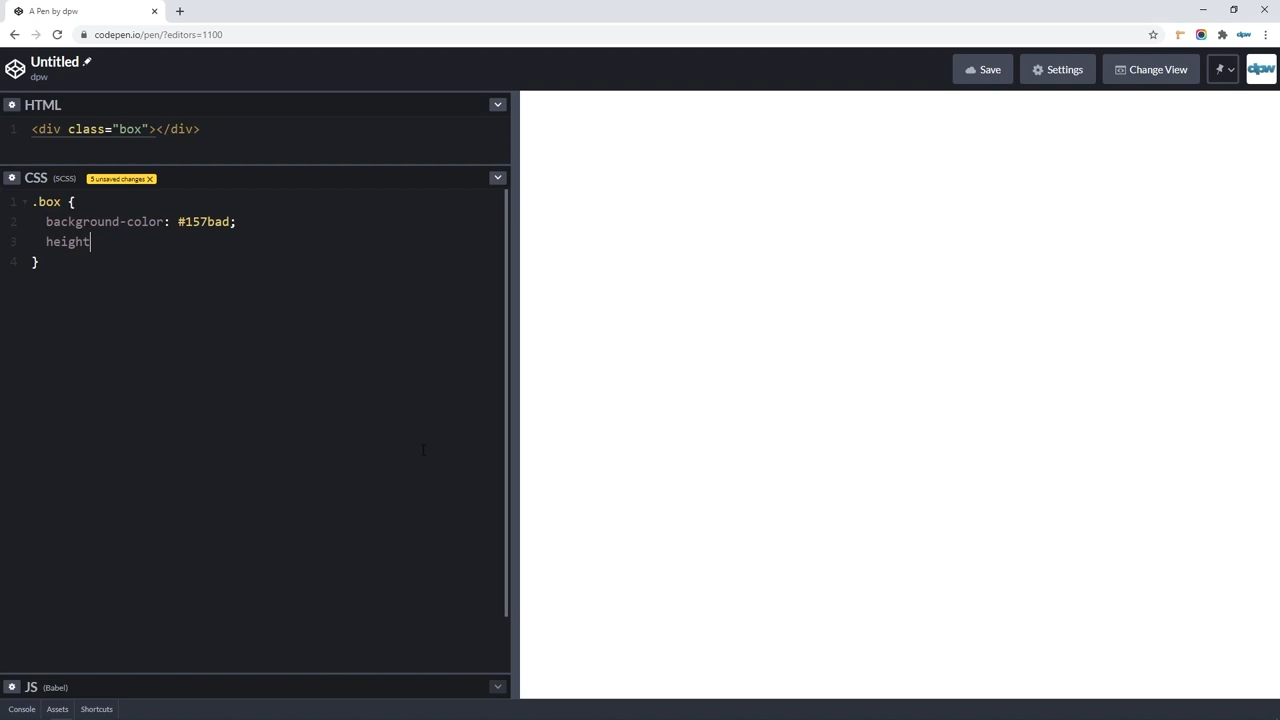 A Pen by dpw
codepen.io/pen/?editors=1100
dpw
Untitled
dpw
Save
Settings
Change View
dpw
HTML
1 <div class="box"></div>
CSS (SCSS) 5 unsaved changes X
1 .box {
2 background-color: #157bad;
3 height
4 }
JS (Babel)
Console Assets Shortcuts